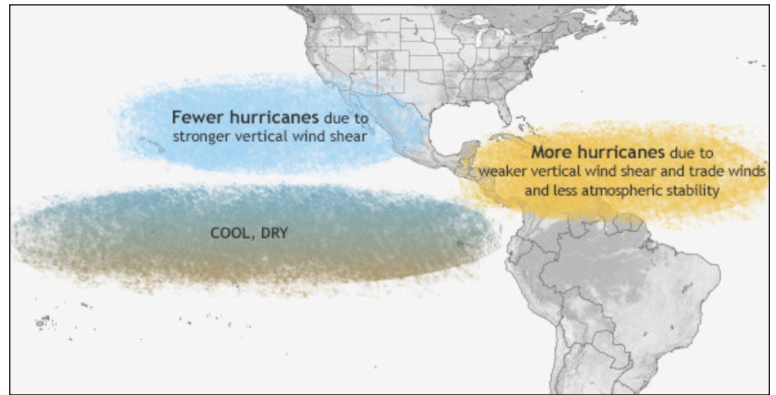 Fewer hurricanes due to
stronger vertical wind shear
More hurricanes due to
weaker vertical wind shear and trade winds
and less atmospheric stability
COOL, DRY